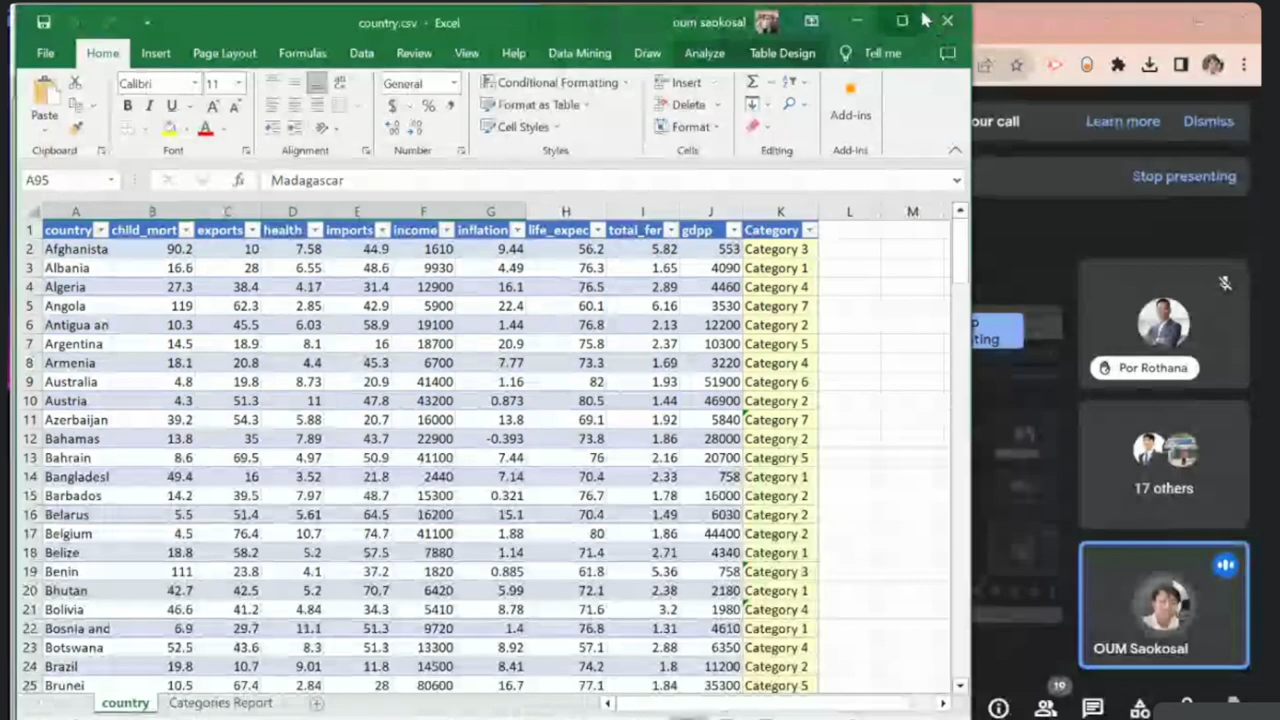 country.csv - Excel
oum saokosal
File Home Insert Page Layout Formulas Data Review View Help Data Mining Draw Analyze Table Design Tell me
Calibri 11 General Conditional Formatting Insert
Paste B I U A A $ % Format as Table Delete Add-ins
Cell Styles Format
Clipboard Font Alignment Number Styles Cells Editing Add-ins
our call Learn more Dismiss
Stop presenting
A95 fx Madagascar
A B C D E F G H I J K L M
1 country child_mort exports health imports income inflation life_expec total_fer gdpp Category
2 Afghanista 90.2 10 7.58 44.9 1610 9.44 56.2 5.82 553 Category 3
3 Albania 16.6 28 6.55 48.6 9930 4.49 76.3 1.65 4090 Category 1
4 Algeria 27.3 38.4 4.17 31.4 12900 16.1 76.5 2.89 4460 Category 4
5 Angola 119 62.3 2.85 42.9 5900 22.4 60.1 6.16 3530 Category 7
6 Antigua an 10.3 45.5 6.03 58.9 19100 1.44 76.8 2.13 12200 Category 2
7 Argentina 14.5 18.9 8.1 16 18700 20.9 75.8 2.37 10300 Category 5
8 Armenia 18.1 20.8 4.4 45.3 6700 7.77 73.3 1.69 3220 Category 4
9 Australia 4.8 19.8 8.73 20.9 41400 1.16 82 1.93 51900 Category 6
10 Austria 4.3 51.3 11 47.8 43200 0.873 80.5 1.44 46900 Category 2
11 Azerbaijan 39.2 54.3 5.88 20.7 16000 13.8 69.1 1.92 5840 Category 7
12 Bahamas 13.8 35 7.89 43.7 22900 -0.393 73.8 1.86 28000 Category 2
13 Bahrain 8.6 69.5 4.97 50.9 41100 7.44 76 2.16 20700 Category 5
14 Bangladesl 49.4 16 3.52 21.8 2440 7.14 70.4 2.33 758 Category 1
15 Barbados 14.2 39.5 7.97 48.7 15300 0.321 76.7 1.78 16000 Category 2
16 Belarus 5.5 51.4 5.61 64.5 16200 15.1 70.4 1.49 6030 Category 2
17 Belgium 4.5 76.4 10.7 74.7 41100 1.88 80 1.86 44400 Category 2
18 Belize 18.8 58.2 5.2 57.5 7880 1.14 71.4 2.71 4340 Category 1
19 Benin 111 23.8 4.1 37.2 1820 0.885 61.8 5.36 758 Category 3
20 Bhutan 42.7 42.5 5.2 70.7 6420 5.99 72.1 2.38 2180 Category 1
21 Bolivia 46.6 41.2 4.84 34.3 5410 8.78 71.6 3.2 1980 Category 4
22 Bosnia and 6.9 29.7 11.1 51.3 9720 1.4 76.8 1.31 4610 Category 1
23 Botswana 52.5 43.6 8.3 51.3 13300 8.92 57.1 2.88 6350 Category 4
24 Brazil 19.8 10.7 9.01 11.8 14500 8.41 74.2 1.8 11200 Category 2
25 Brunei 10.5 67.4 2.84 28 80600 16.7 77.1 1.84 35300 Category 5
country Categories Report
Por Rothana
17 others
OUM Saokosal
19